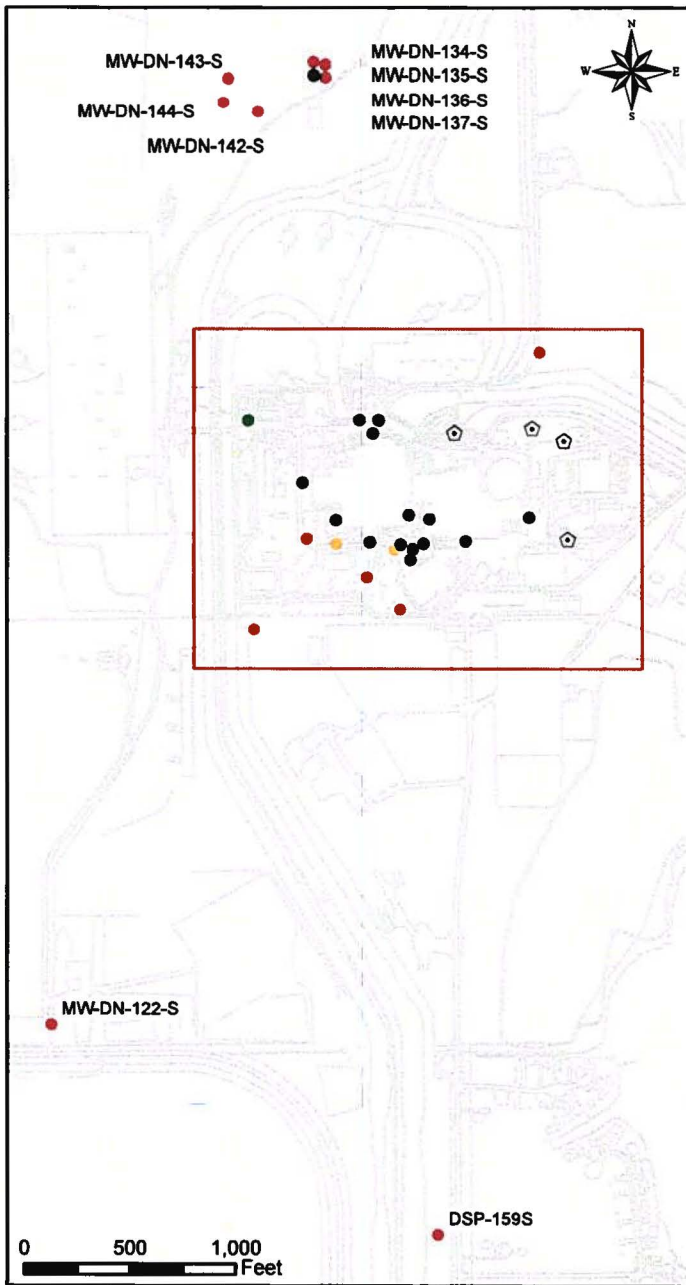 N
W E
S
MW-DN-143-S
MW-DN-144-S
MW-DN-142-S
MW-DN-134-S
MW-DN-135-S
MW-DN-136-S
MW-DN-137-S
MW-DN-122-S
DSP-159S
0 500 1,000
Feet